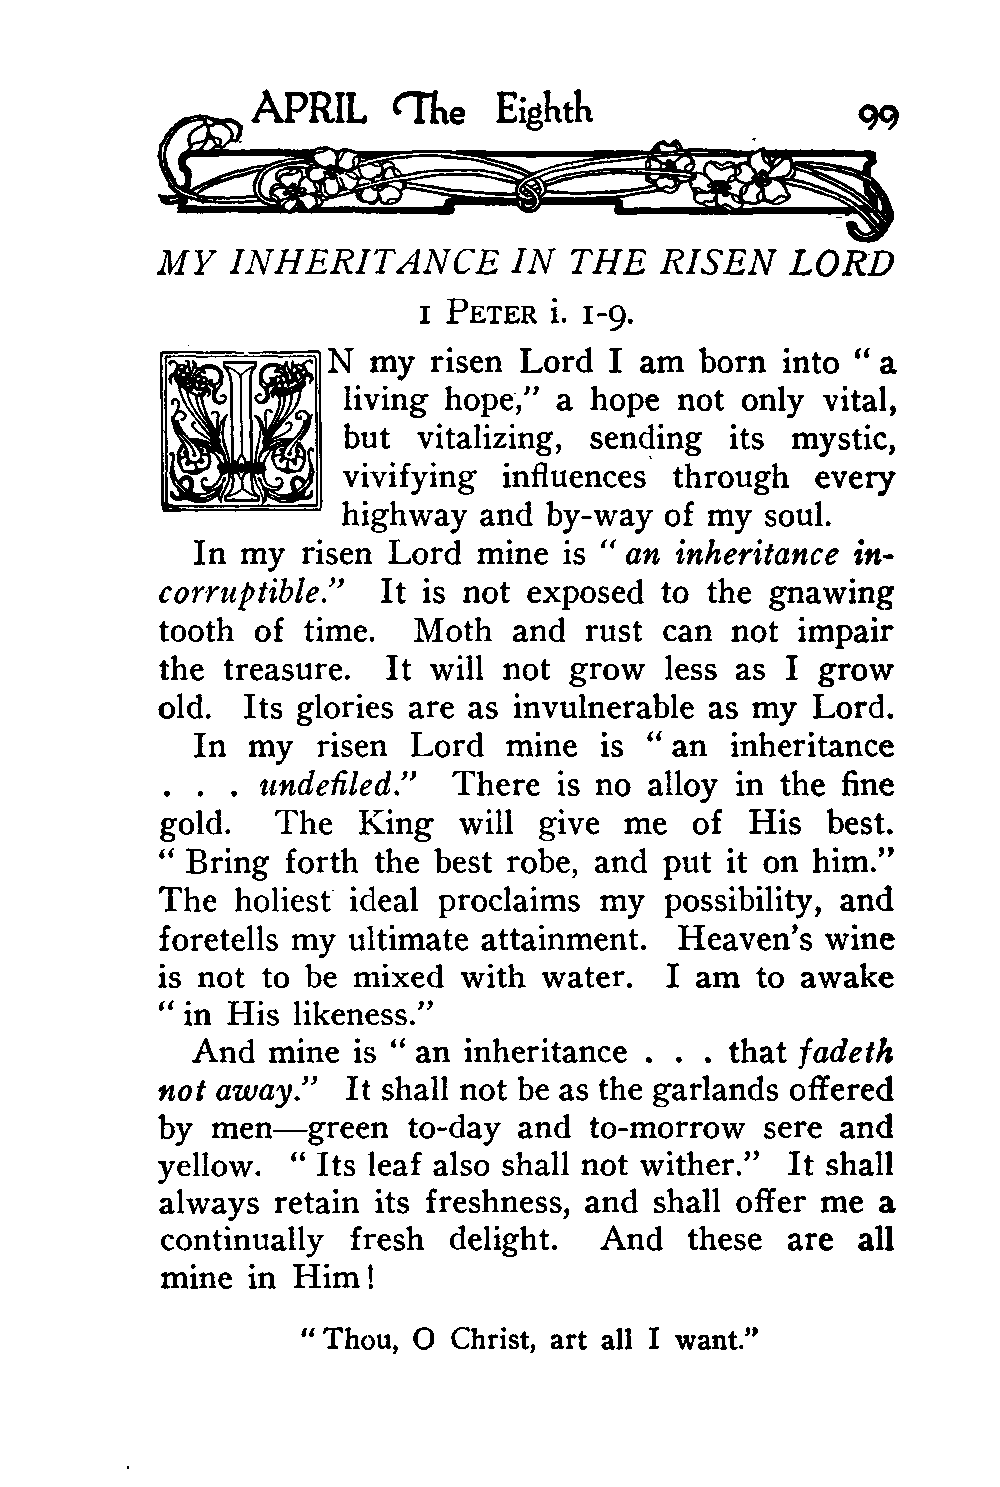 APRIL The Eighth 99
MY INHERITANCE IN THE RISEN LORD
1 PETER i. 1-9.
IN my risen Lord I am born into “ a
living hope,” a hope not only vital,
but vitalizing, sending its mystic,
vivifying influences through every
highway and by-way of my soul.
In my risen Lord mine is “ an inheritance in-
corruptible.” It is not exposed to the gnawing
tooth of time. Moth and rust can not impair
the treasure. It will not grow less as I grow
old. Its glories are as invulnerable as my Lord.
In my risen Lord mine is “ an inheritance
. . . undefiled.” There is no alloy in the fine
gold. The King will give me of His best.
“ Bring forth the best robe, and put it on him.”
The holiest ideal proclaims my possibility, and
foretells my ultimate attainment. Heaven’s wine
is not to be mixed with water. I am to awake
“ in His likeness.”
And mine is “ an inheritance . . . that fadeth
not away.” It shall not be as the garlands offered
by men—green to-day and to-morrow sere and
yellow. “ Its leaf also shall not wither.” It shall
always retain its freshness, and shall offer me a
continually fresh delight. And these are all
mine in Him!
“ Thou, O Christ, art all I want.”